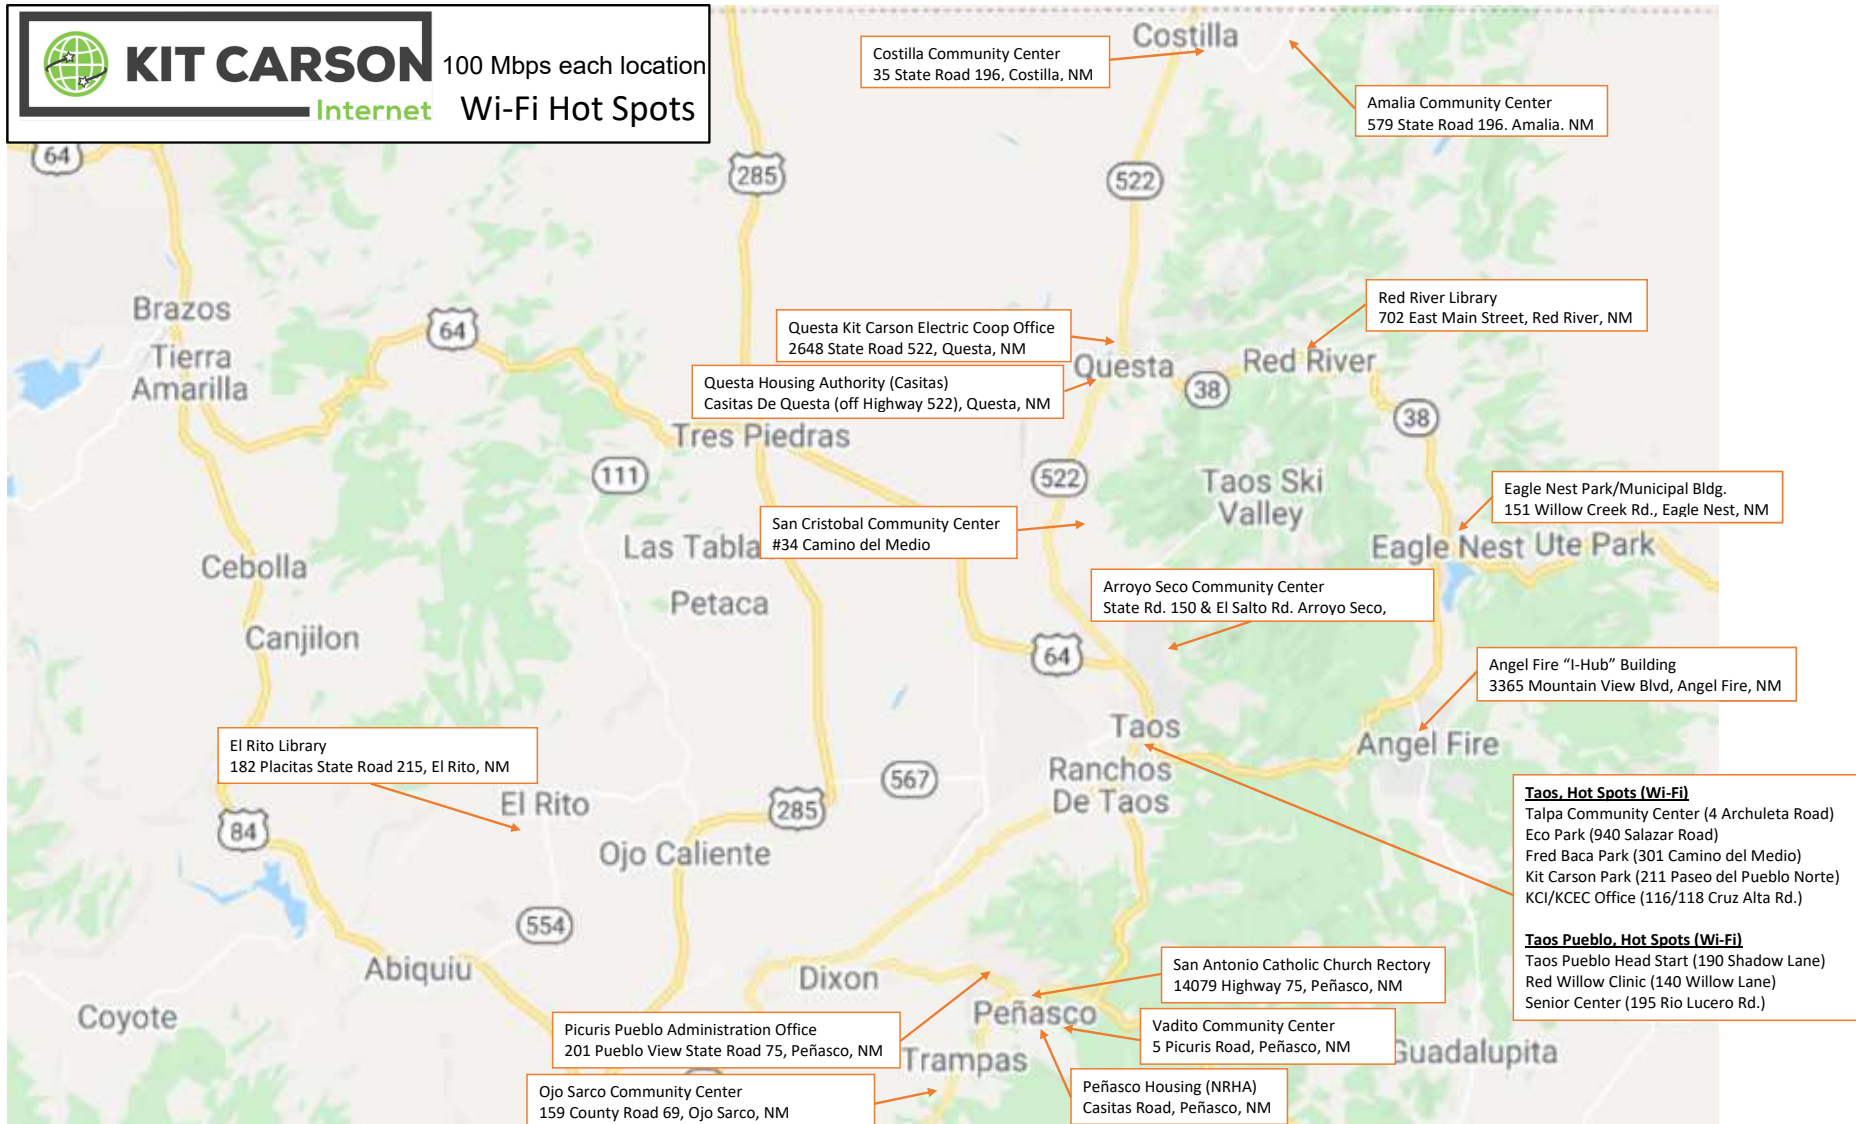 KIT CARSON
Internet
100 Mbps each location
Wi-Fi Hot Spots
Costilla
Costilla Community Center
35 State Road 196, Costilla, NM
Amalia Community Center
579 State Road 196. Amalia. NM
64
285
522
Brazos
Tierra
Amarilla
64
Questa Kit Carson Electric Coop Office
2648 State Road 522, Questa, NM
Red River Library
702 East Main Street, Red River, NM
Questa
Red River
38
38
Questa Housing Authority (Casitas)
Casitas De Questa (off Highway 522), Questa, NM
Tres Piedras
111
522
Taos Ski
Valley
Eagle Nest Park/Municipal Bldg.
151 Willow Creek Rd., Eagle Nest, NM
San Cristobal Community Center
#34 Camino del Medio
Las Tabla
Eagle Nest
Ute Park
Cebolla
Petaca
Arroyo Seco Community Center
State Rd. 150 & El Salto Rd. Arroyo Seco,
Canjilon
64
Angel Fire “I-Hub” Building
3365 Mountain View Blvd, Angel Fire, NM
El Rito Library
182 Placitas State Road 215, El Rito, NM
Taos
Angel Fire
Ranchos
De Taos
567
El Rito
285
84
Ojo Caliente
Taos, Hot Spots (Wi-Fi)
Talpa Community Center (4 Archuleta Road)
Eco Park (940 Salazar Road)
Fred Baca Park (301 Camino del Medio)
Kit Carson Park (211 Paseo del Pueblo Norte)
KCI/KCEC Office (116/118 Cruz Alta Rd.)
Taos Pueblo, Hot Spots (Wi-Fi)
Taos Pueblo Head Start (190 Shadow Lane)
Red Willow Clinic (140 Willow Lane)
Senior Center (195 Rio Lucero Rd.)
554
Abiquiu
Dixon
San Antonio Catholic Church Rectory
14079 Highway 75, Peñasco, NM
Coyote
Peñasco
Picuris Pueblo Administration Office
201 Pueblo View State Road 75, Peñasco, NM
Vadito Community Center
5 Picuris Road, Peñasco, NM
Trampas
Guadalupita
Ojo Sarco Community Center
159 County Road 69, Ojo Sarco, NM
Peñasco Housing (NRHA)
Casitas Road, Peñasco, NM